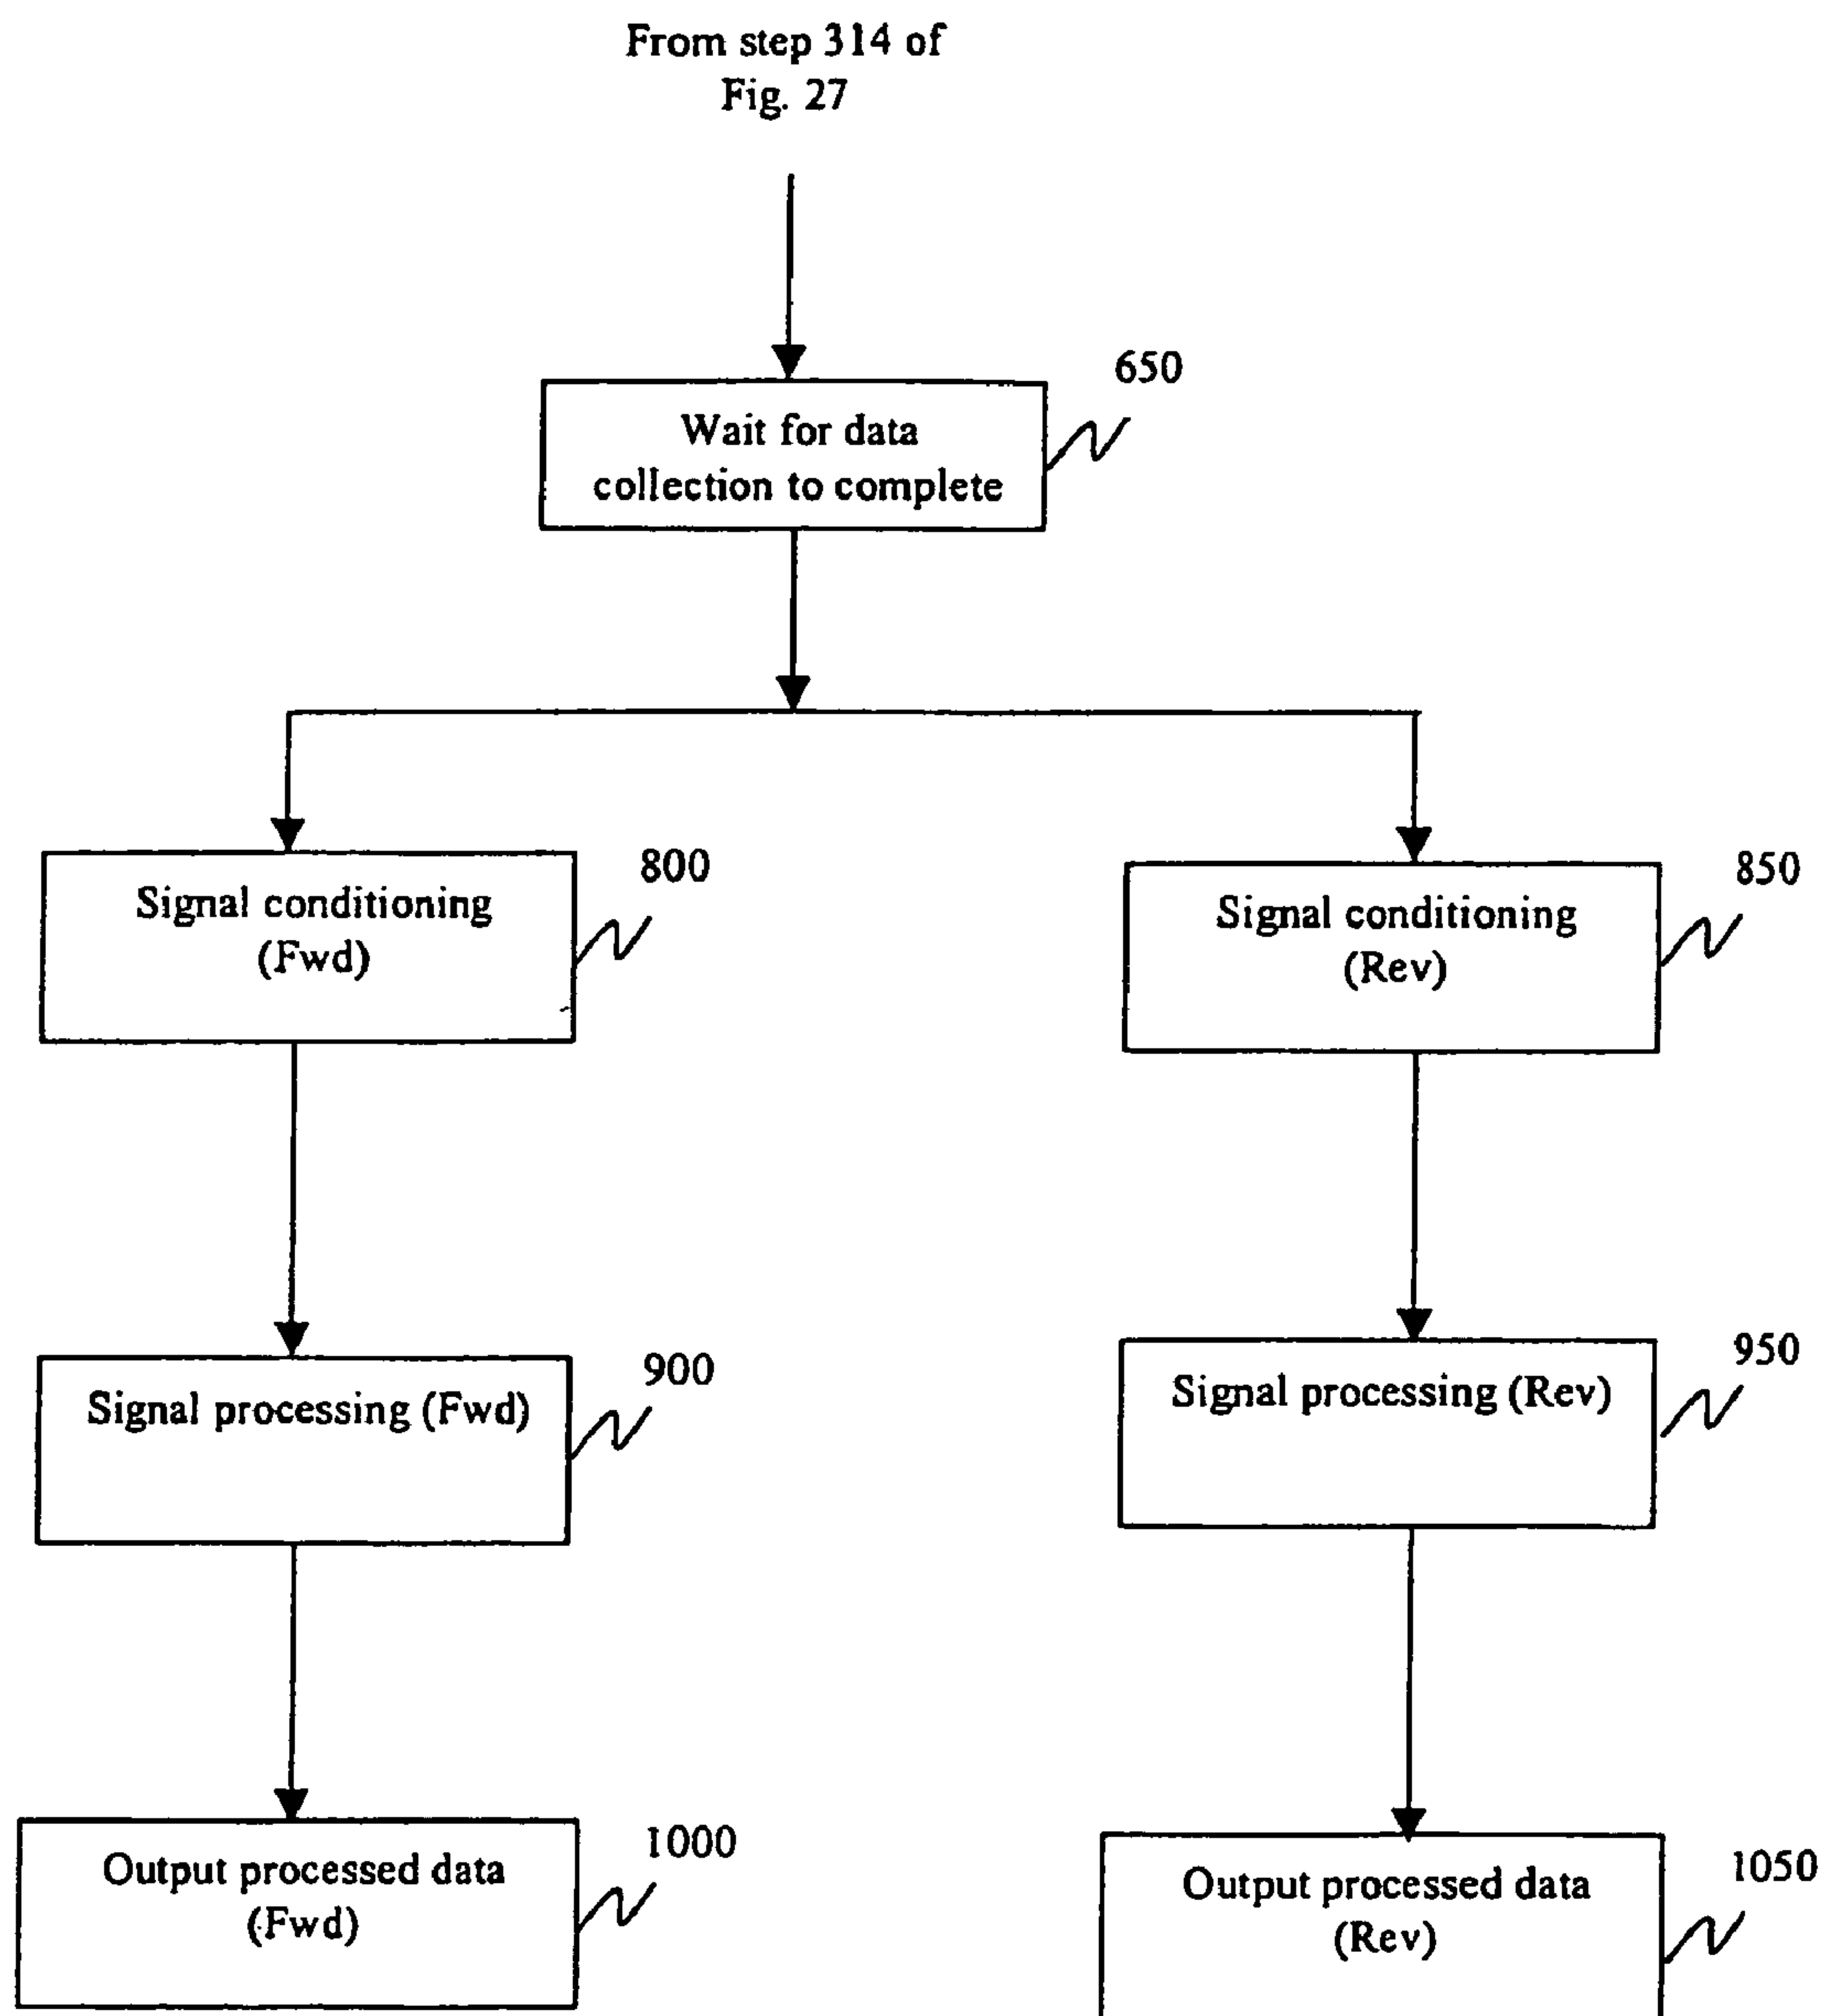 From step 314 of
Fig. 27
650
Wait for data
collection to complete
800
Signal conditioning
(Fwd)
850
Signal conditioning
(Rev)
900
Signal processing (Fwd)
950
Signal processing (Rev)
1000
Output processed data
(Fwd)
1050
Output processed data
(Rev)